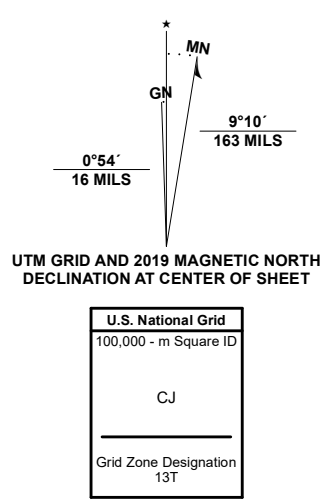 ★
MN
GN
9°10´
163 MILS
0°54´
16 MILS
UTM GRID AND 2019 MAGNETIC NORTH
DECLINATION AT CENTER OF SHEET
U.S. National Grid
100,000 - m Square ID
CJ
Grid Zone Designation
13T